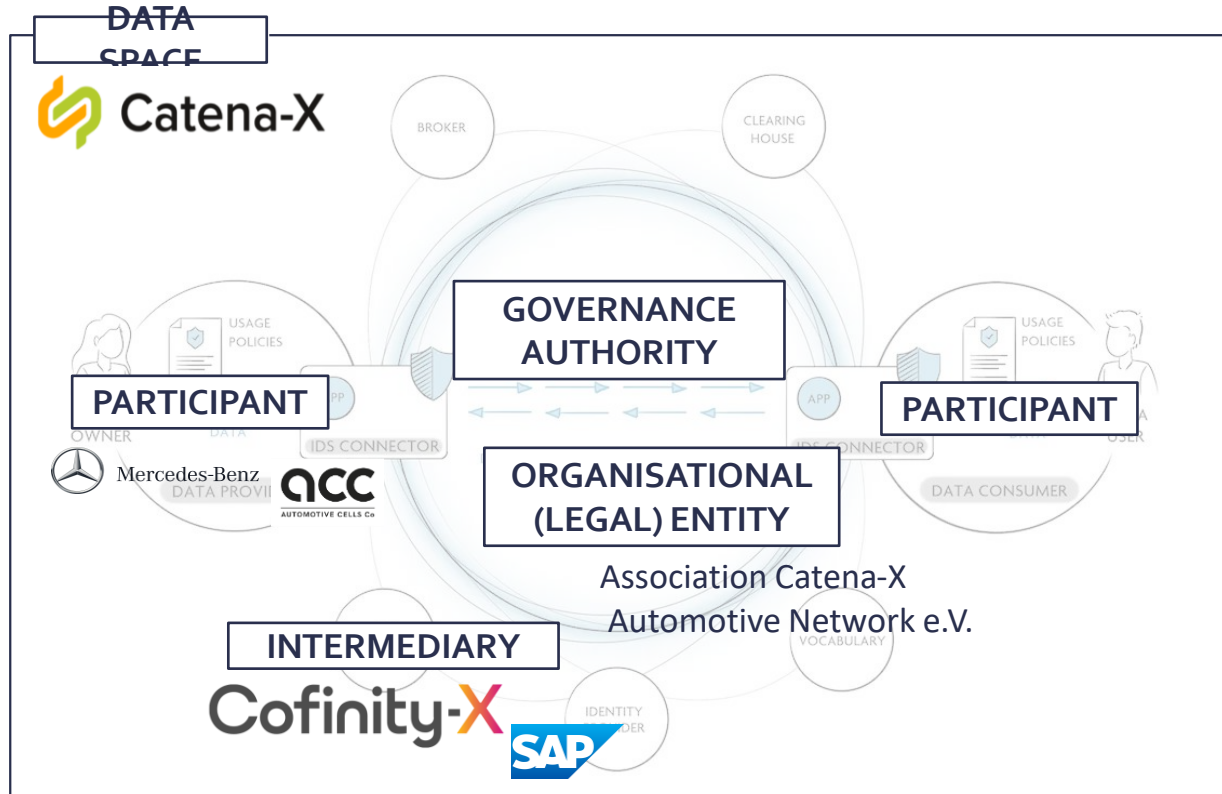 DATA
SPACE
Catena-X
BROKER
CLEARING
HOUSE
GOVERNANCE
AUTHORITY
USAGE
POLICIES
USAGE
POLICIES
PARTICIPANT
APP
PARTICIPANT
OWNER
DATA
IDS CONNECTOR
IDS CONNECTOR
USER
Mercedes-Benz
acc
AUTOMOTIVE CELLS Co
DATA
ORGANISATIONAL
(LEGAL) ENTITY
DATA CONSUMER
Association Catena-X
Automotive Network e.V.
INTERMEDIARY
VOCABULARY
Cofinity-X
IDENTITY
SAP